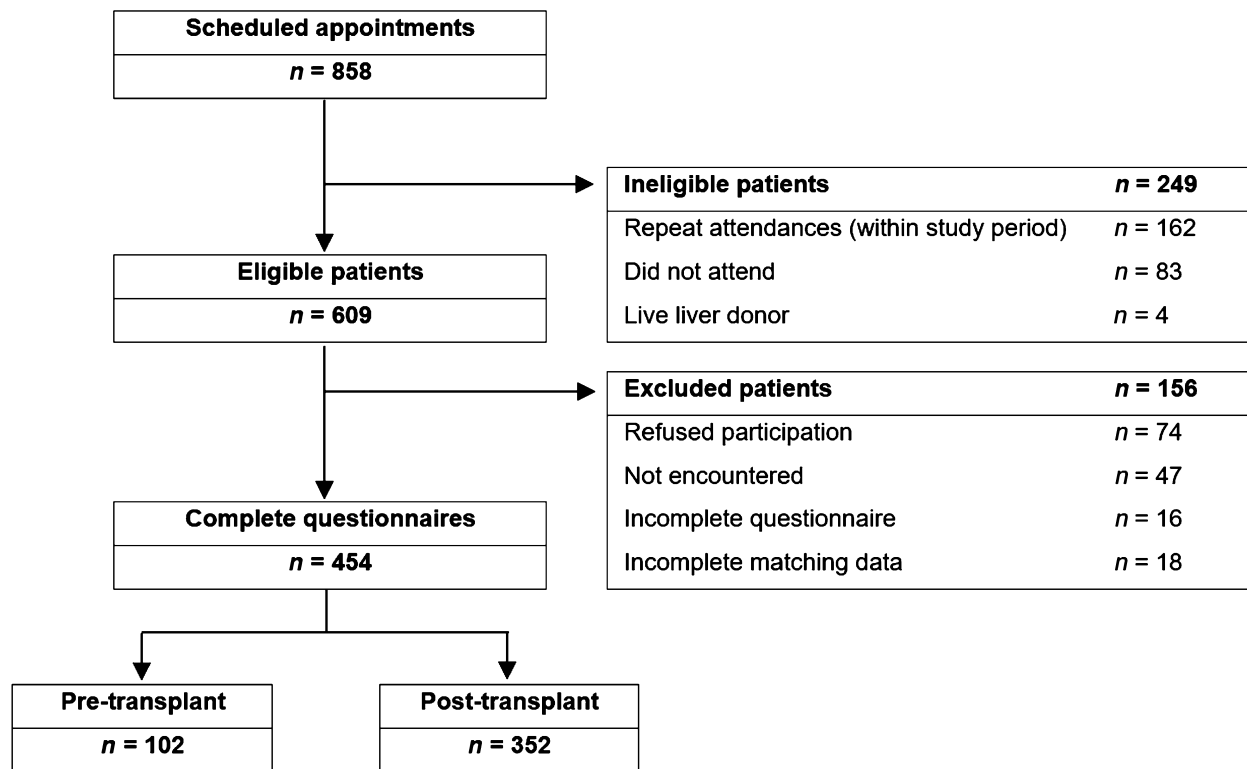 Scheduled appointments
n = 858
Ineligible patients n = 249
Repeat attendances (within study period) n = 162
Did not attend n = 83
Live liver donor n = 4
Eligible patients
n = 609
Excluded patients n = 156
Refused participation n = 74
Not encountered n = 47
Incomplete questionnaire n = 16
Incomplete matching data n = 18
Complete questionnaires
n = 454
Pre-transplant
n = 102
Post-transplant
n = 352